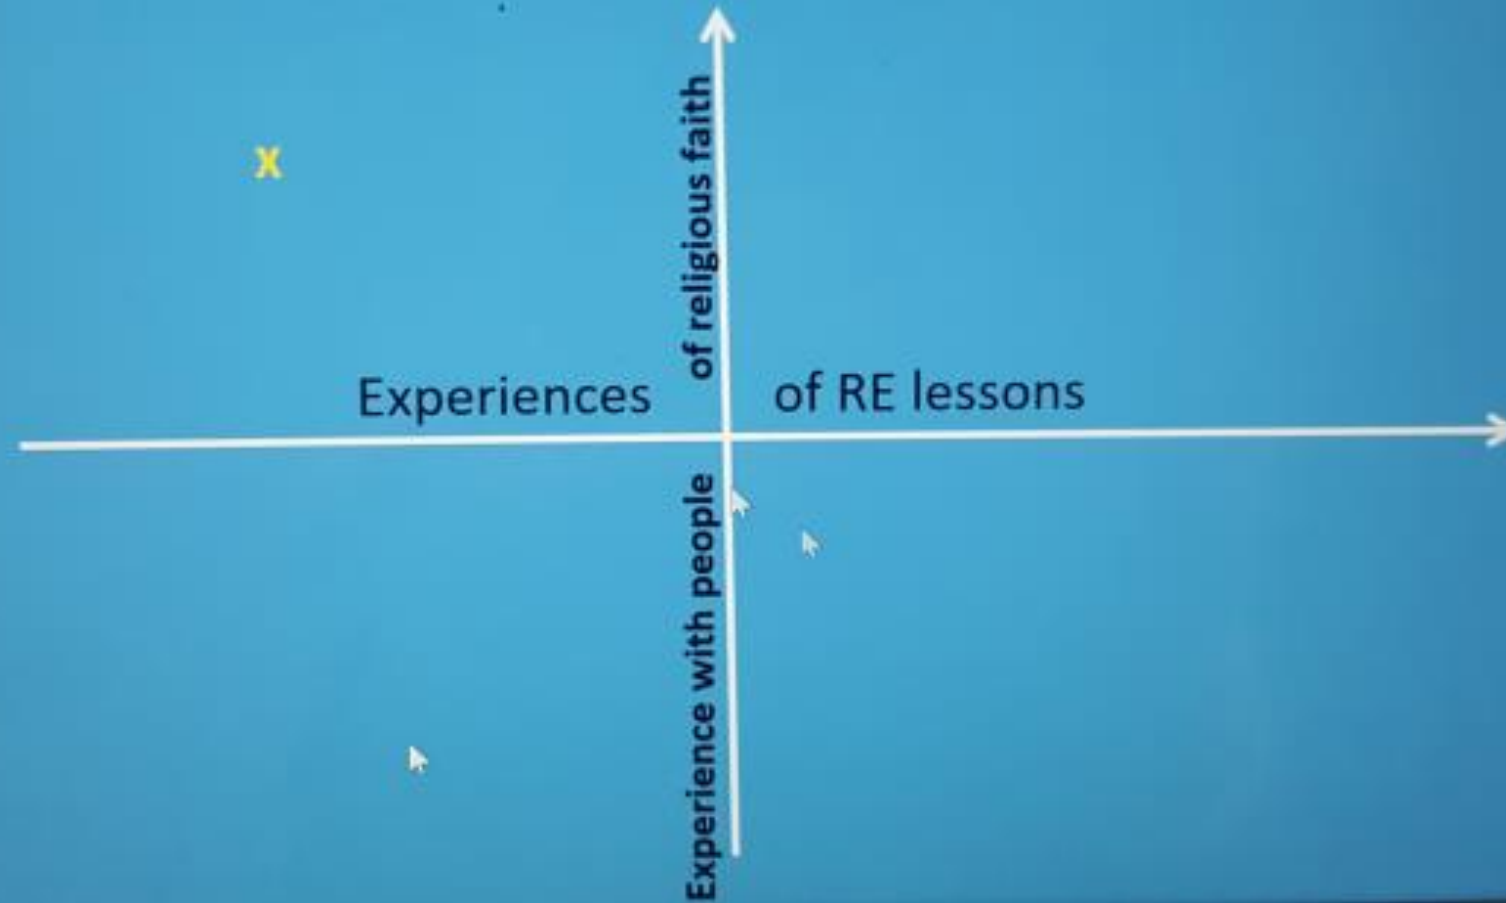 x
Experience with people of religious faith
Experiences of RE lessons